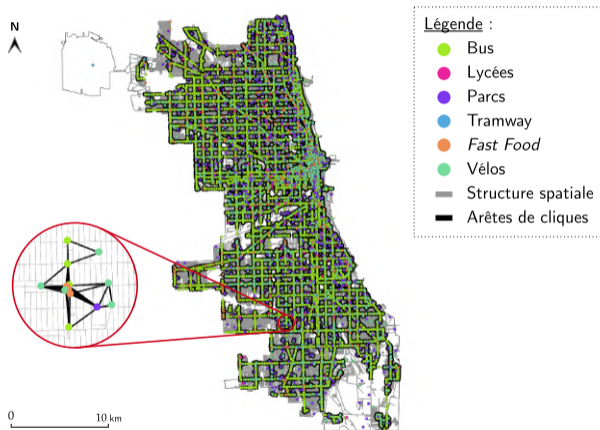 N
Légende :
Bus
Lycées
Parcs
Tramway
Fast Food
Vélos
Structure spatiale
Arêtes de cliques
0 10 km